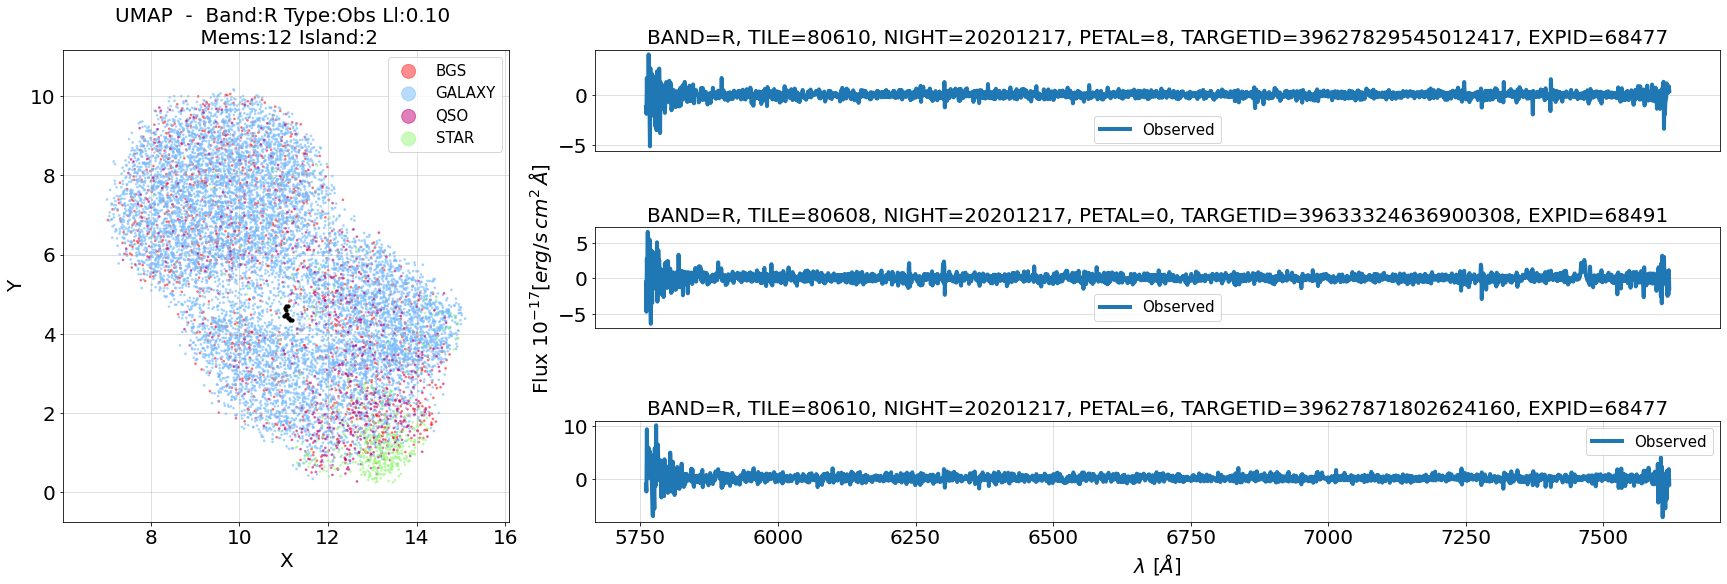 UMAP - Band:R Type:Obs Ll:0.10
Mems:12 Island:2
BGS
GALAXY
QSO
STAR
10
8
6
4
2
0
Y
8 10 12 14 16
X
Flux 10⁻¹⁷[erg/s cm² Å]
BAND=R, TILE=80610, NIGHT=20201217, PETAL=8, TARGETID=39627829545012417, EXPID=68477
0
−5
Observed
BAND=R, TILE=80608, NIGHT=20201217, PETAL=0, TARGETID=39633324636900308, EXPID=68491
5
0
−5
Observed
BAND=R, TILE=80610, NIGHT=20201217, PETAL=6, TARGETID=39627871802624160, EXPID=68477
10
0
Observed
5750 6000 6250 6500 6750 7000 7250 7500
λ [Å]